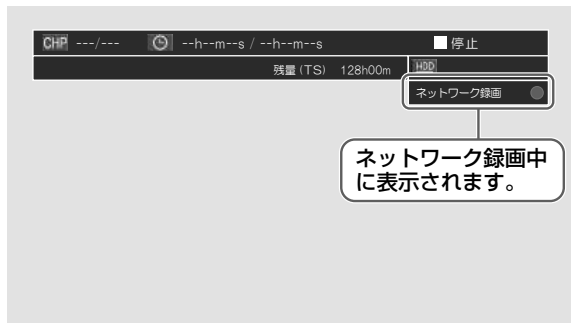 CHP ---/--- --h--m--s / --h--m--s 停止
残量(TS) 128h00m HDD
ネットワーク録画
ネットワーク録画中
に表示されます。